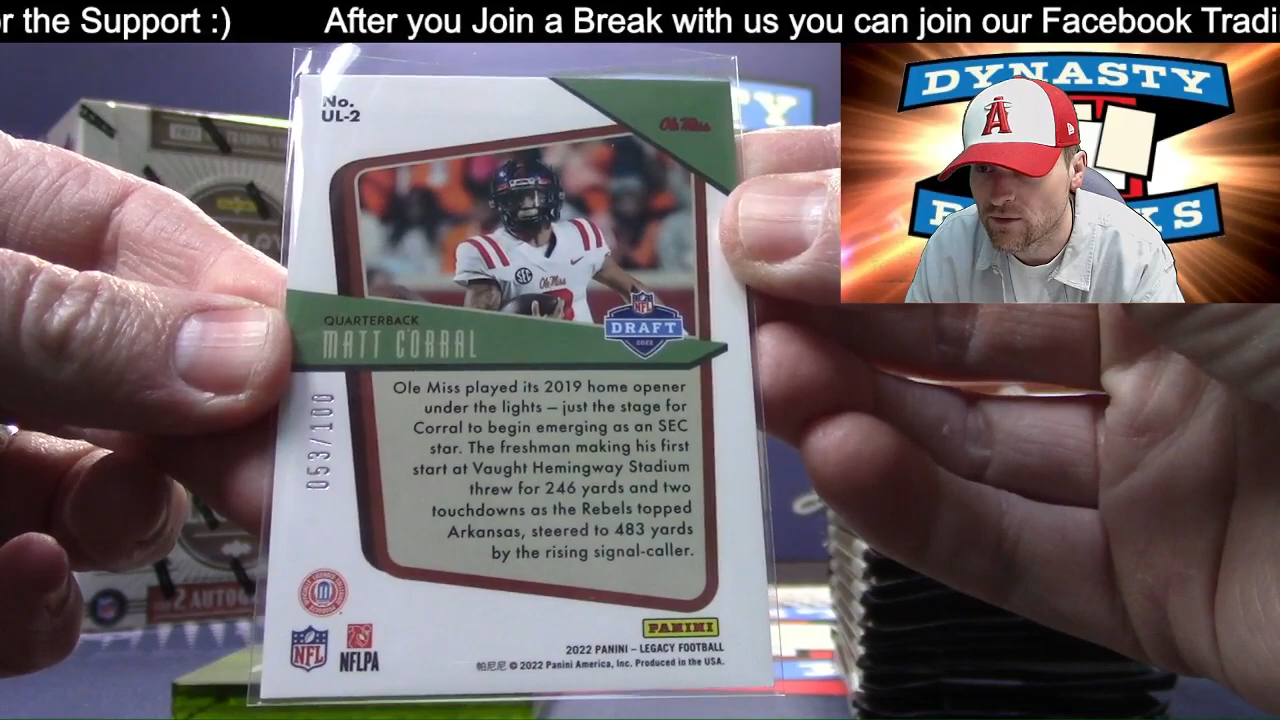 or the Support :) After you Join a Break with us you can join our Facebook Tradi
No.
UL-2
Ole Miss
SEC
Ole Miss
NFL
DRAFT
2022
QUARTERBACK
MATT CORRAL
053/100
Ole Miss played its 2019 home opener
under the lights — just the stage for
Corral to begin emerging as an SEC
star. The freshman making his first
start at Vaught Hemingway Stadium
threw for 246 yards and two
touchdowns as the Rebels topped
Arkansas, steered to 483 yards
by the rising signal-caller.
PANINI
NFL
NFLPA
2022 PANINI – LEGACY FOOTBALL
帕尼尼 © 2022 Panini America, Inc. Produced in the USA.
DYNASTY
A